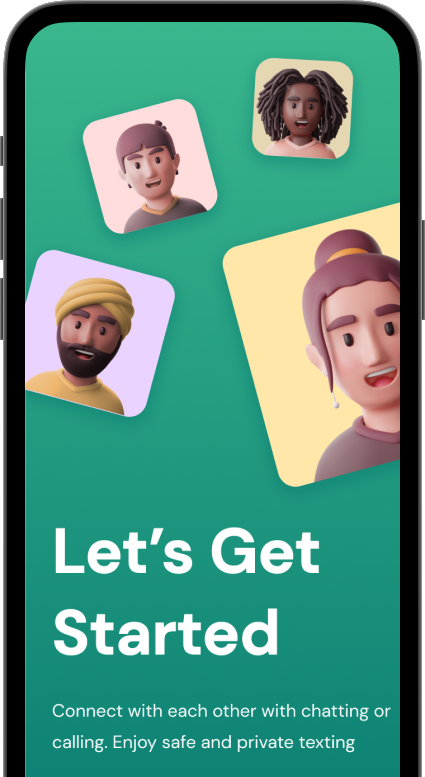 Let’s Get
Started
Connect with each other with chatting or
calling. Enjoy safe and private texting